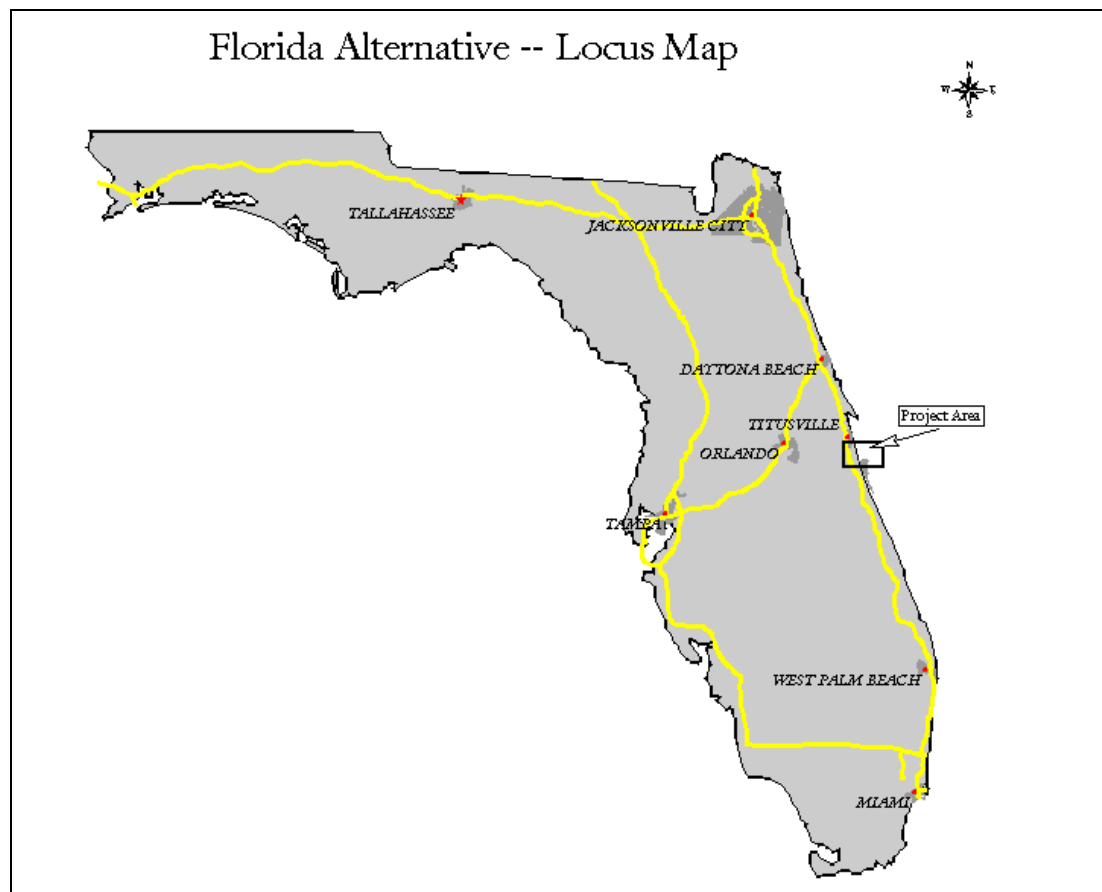 Florida Alternative -- Locus Map
N
W E
S
TALLAHASSEE
JACKSONVILLE CITY
DAYTONA BEACH
Project Area
TITUSVILLE
ORLANDO
TAMPA
WEST PALM BEACH
MIAMI